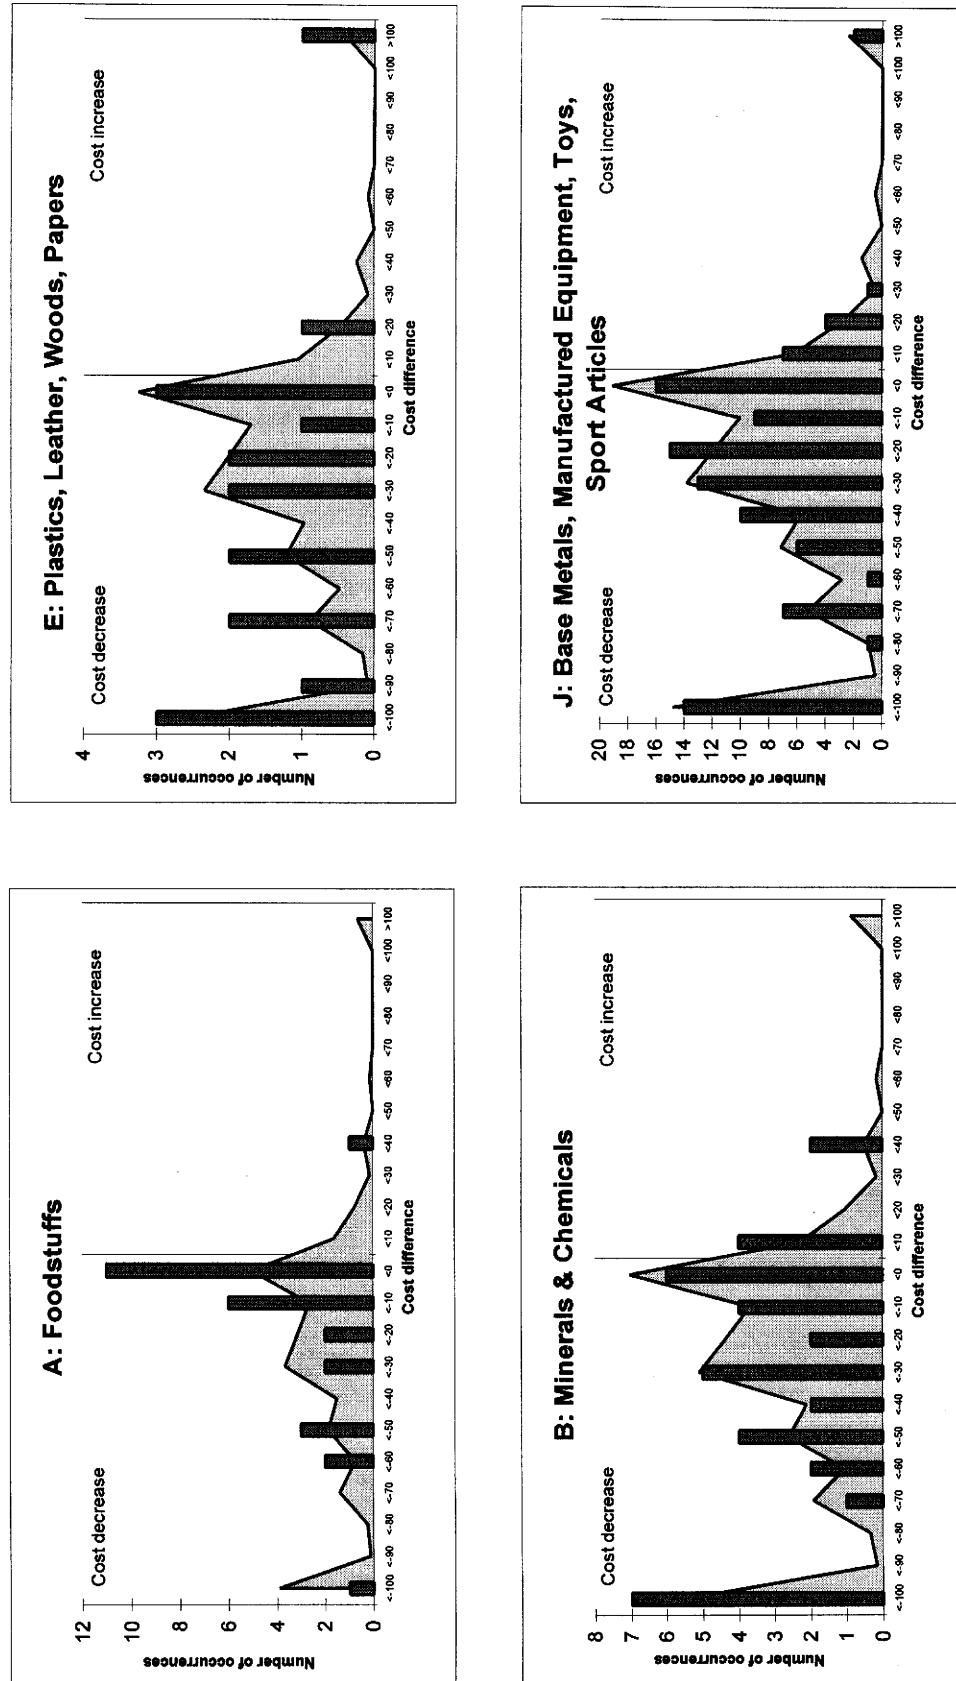 A: Foodstuffs
Cost decrease
Cost increase
12
10
8
6
4
2
0
Number of occurrences
<-100 <-90 <-80 <-70 <-60 <-50 <-40 <-30 <-20 <-10 <0 <10 <20 <30 <40 <50 <60 <70 <80 <90 <100 >100
Cost difference
E: Plastics, Leather, Woods, Papers
Cost decrease
Cost increase
4
3
2
1
0
Number of occurrences
<-100 <-90 <-80 <-70 <-60 <-50 <-40 <-30 <-20 <-10 <0 <10 <20 <30 <40 <50 <60 <70 <80 <90 <100 >100
Cost difference
B: Minerals & Chemicals
Cost decrease
Cost increase
8
7
6
5
4
3
2
1
0
Number of occurrences
<-100 <-90 <-80 <-70 <-60 <-50 <-40 <-30 <-20 <-10 <0 <10 <20 <30 <40 <50 <60 <70 <80 <90 <100 >100
Cost difference
J: Base Metals, Manufactured Equipment, Toys,
Sport Articles
Cost decrease
Cost increase
20
18
16
14
12
10
8
6
4
2
0
Number of occurrences
<-100 <-90 <-80 <-70 <-60 <-50 <-40 <-30 <-20 <-10 <0 <10 <20 <30 <40 <50 <60 <70 <80 <90 <100 >100
Cost difference